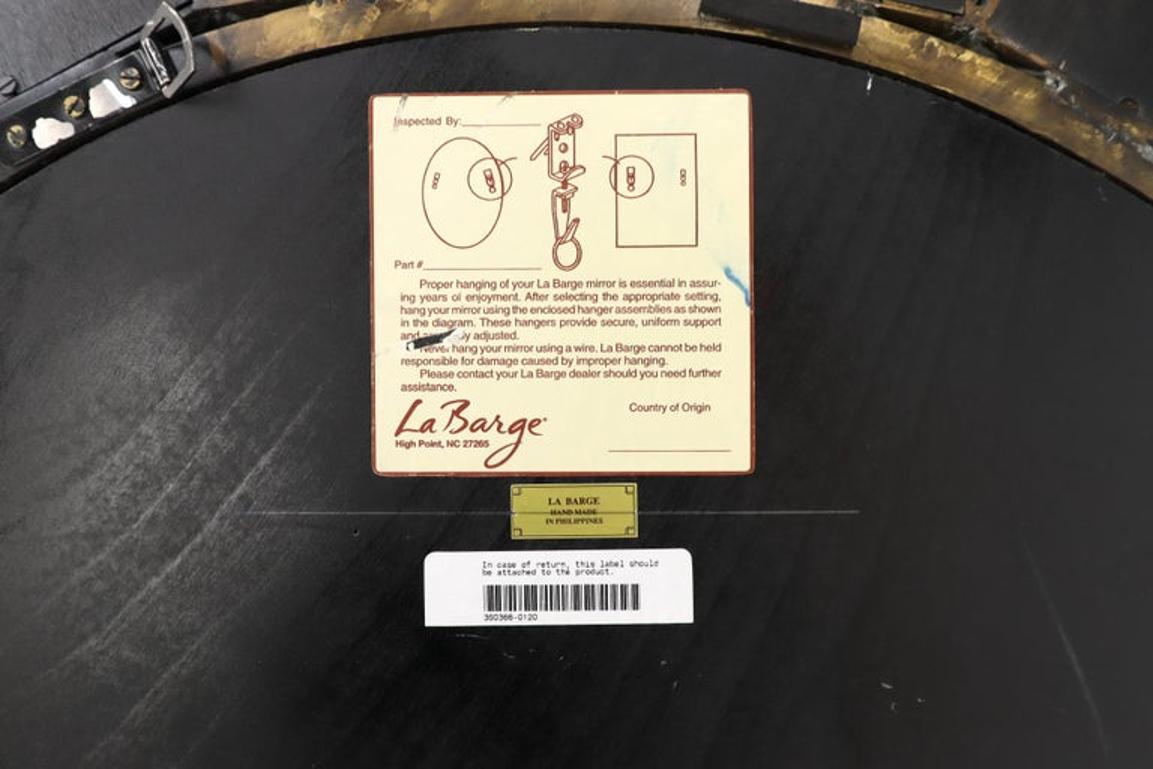 Inspected By:
Part #
Proper hanging of your La Barge mirror is essential in assur-
ing years of enjoyment. After selecting the appropriate setting,
hang your mirror using the enclosed hanger assemblies as shown
in the diagram. These hangers provide secure, uniform support
and adjusted.
Never hang your mirror using a wire. La Barge cannot be held
responsible for damage caused by improper hanging.
Please contact your La Barge dealer should you need further
assistance.
La Barge
High Point, NC 27265
Country of Origin
LA BARGE
HAND MADE
IN PHILIPPINES
In case of return, this label should
be attached to the product.
350366-0120